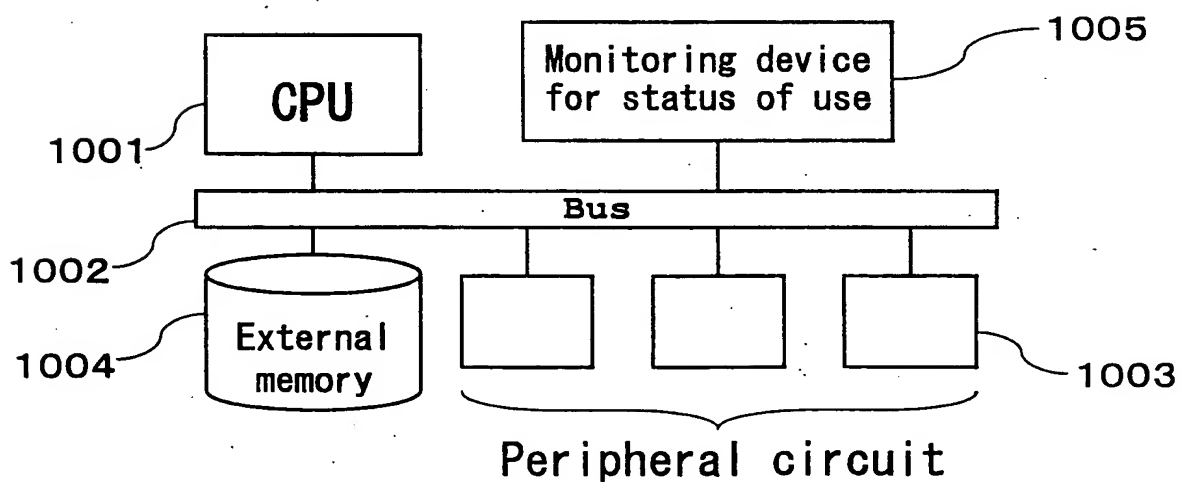 1005
CPU
Monitoring device
for status of use
1001
Bus
1002
External
memory
1004
1003
Peripheral circuit